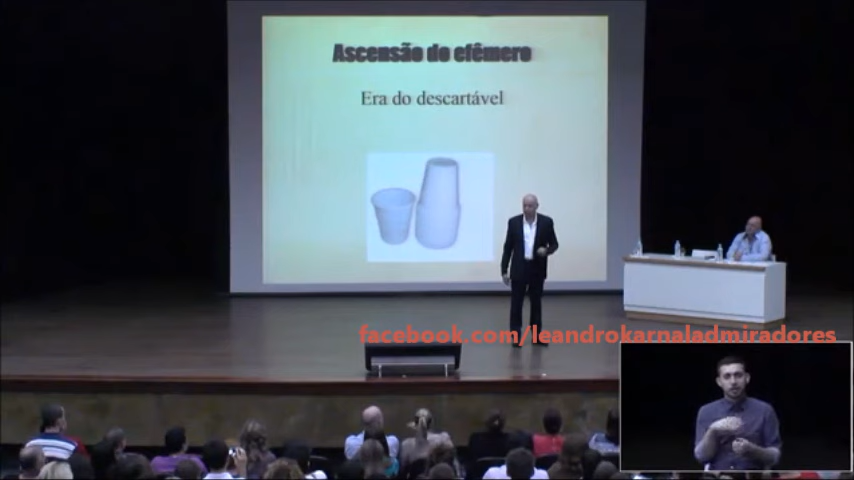 Ascensão do efêmero
Era do descartável
facebook.com/leandrokarnaladmiradores